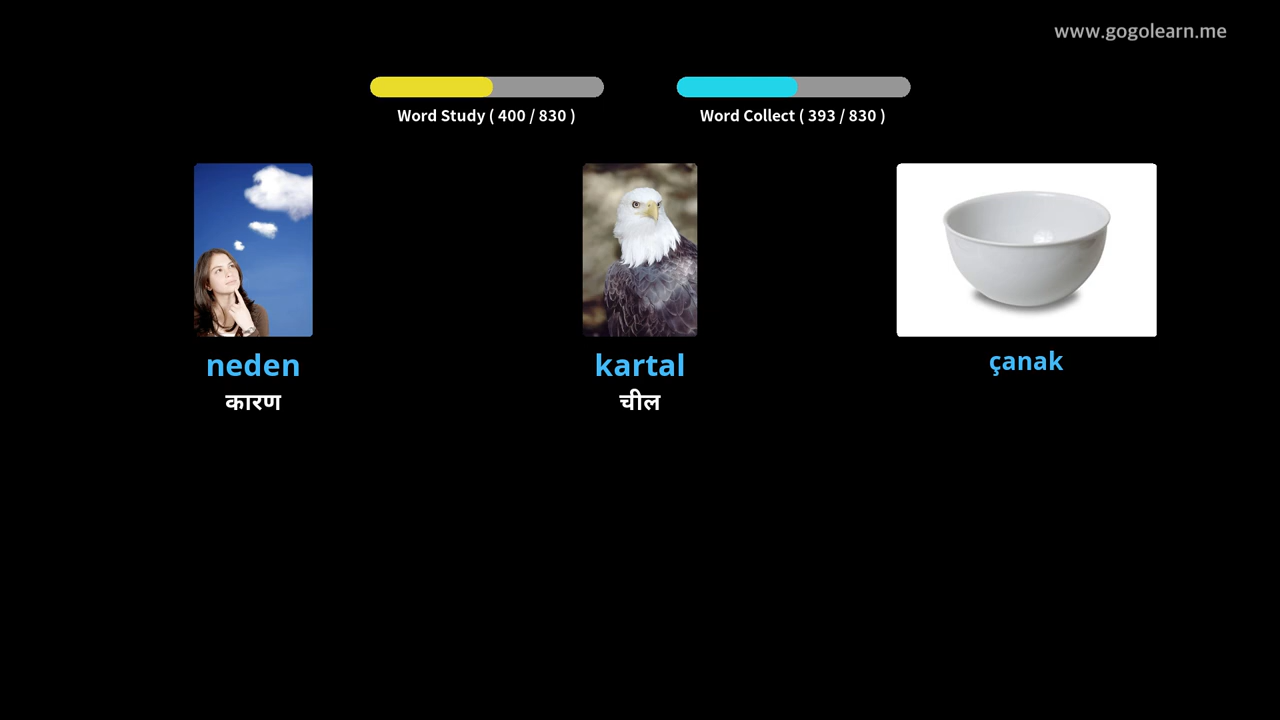 www.gogolearn.me
Word Study ( 400 / 830 )
Word Collect ( 393 / 830 )
neden
कारण
kartal
चील
çanak